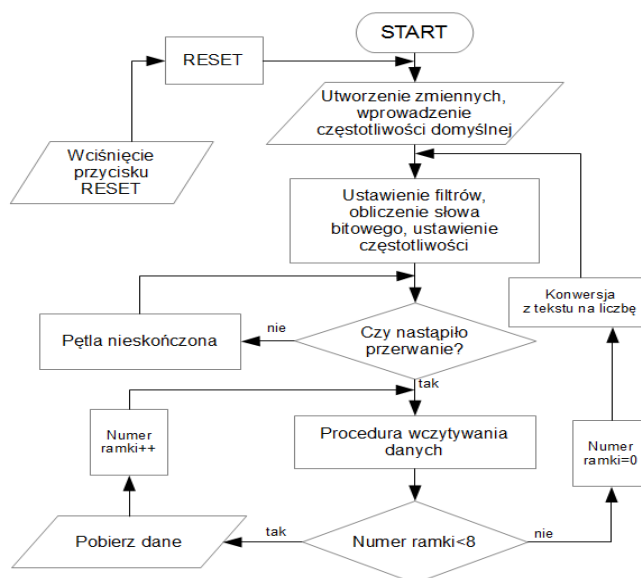 START
RESET
Utworzenie zmiennych,
wprowadzenie
częstotliwości domyślnej
Wciśnięcie
przycisku
RESET
Ustawienie filtrów,
obliczenie słowa
bitowego, ustawienie
częstotliwości
Konwersja
z tekstu na liczbę
Pętla nieskończona
nie
Czy nastąpiło
przerwanie?
tak
Numer
ramki++
Procedura wczytywania
danych
Numer
ramki=0
Pobierz dane
tak
Numer ramki<8
nie